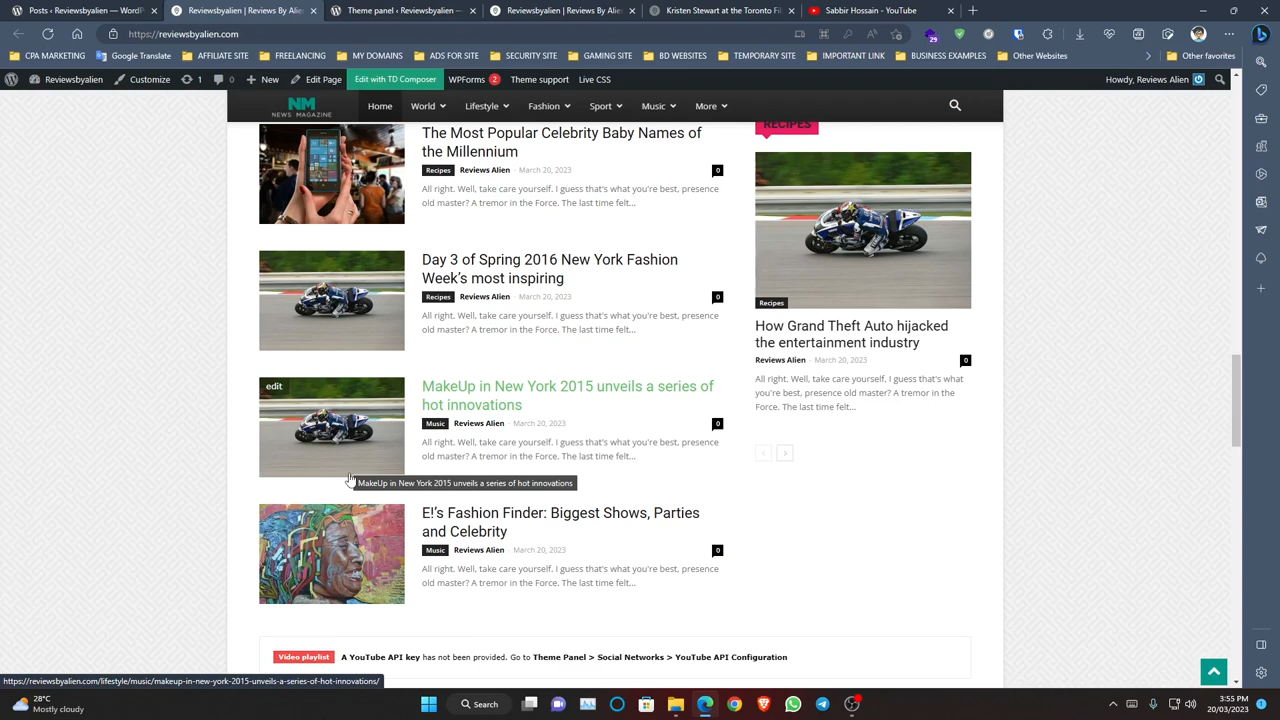 Reviewsbyalien |
Theme panel ‹ Reviewsbyalien —
Reviewsbyalien | Reviews By Alien
Kristen Stewart at the Toronto Fi
Sabbir Hossain - YouTube
https://reviewsbyalien.com
CPA MARKETING
Google Translate
AFFILIATE SITE
FREELANCING
MY DOMAINS
ADS FOR SITE
SECURITY SITE
GAMING SITE
BD WEBSITES
TEMPORARY SITE
IMPORTANT LINK
BUSINESS EXAMPLES
Other Websites
Other favorites
Reviewsbyalien
Customize
1
0
New
Edit Page
Edit with TD Composer
WPForms 2
Theme support
Live CSS
Howdy, Reviews Alien
NM
NEWS MAGAZINE
Home
World
Lifestyle
Fashion
Sport
Music
More
The Most Popular Celebrity Baby Names of
the Millennium
Recipes Reviews Alien - March 20, 2023 0
All right. Well, take care yourself. I guess that's what you're best, presence
old master? A tremor in the Force. The last time felt...
Day 3 of Spring 2016 New York Fashion
Week's most inspiring
Recipes Reviews Alien - March 20, 2023 0
All right. Well, take care yourself. I guess that's what you're best, presence
old master? A tremor in the Force. The last time felt...
edit
MakeUp in New York 2015 unveils a series of
hot innovations
Music Reviews Alien - March 20, 2023 0
All right. Well, take care yourself. I guess that's what you're best, presence
old master? A tremor in the Force. The last time felt...
MakeUp in New York 2015 unveils a series of hot innovations
E!'s Fashion Finder: Biggest Shows, Parties
and Celebrity
Music Reviews Alien - March 20, 2023 0
All right. Well, take care yourself. I guess that's what you're best, presence
old master? A tremor in the Force. The last time felt...
RECIPES
Recipes
How Grand Theft Auto hijacked
the entertainment industry
Reviews Alien - March 20, 2023 0
All right. Well, take care yourself. I guess that's what
you're best, presence old master? A tremor in the
Force. The last time felt...
Video playlist A YouTube API key has not been provided. Go to Theme Panel > Social Networks > YouTube API Configuration
https://reviewsbyalien.com/lifestyle/music/makeup-in-new-york-2015-unveils-a-series-of-hot-innovations/
28°C
Mostly cloudy
Search
3:55 PM
20/03/2023